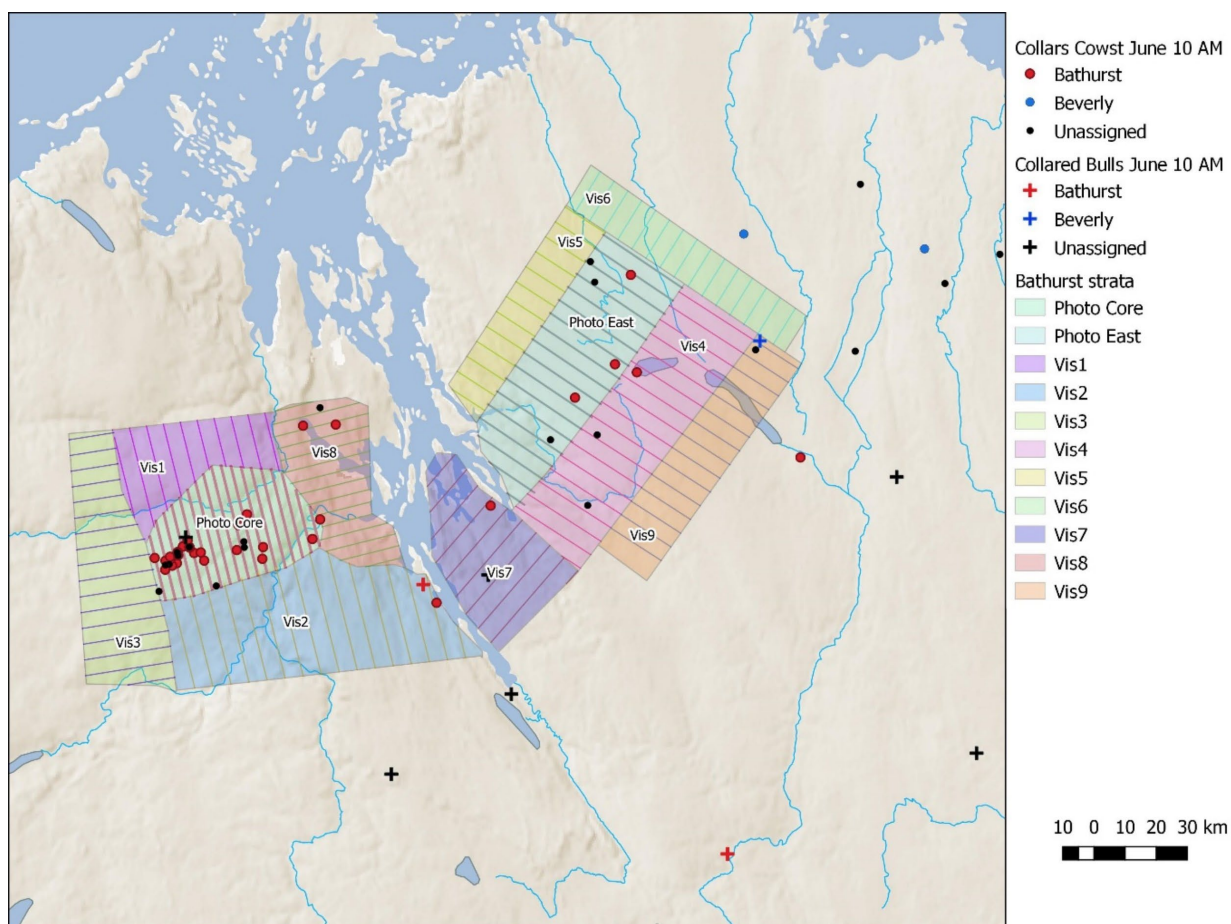 Vis6
Vis5
Photo East
Vis4
Vis8
Vis1
Photo Core
Vis9
Vis7
Vis2
Vis3
Collars Cowst June 10 AM
Bathurst
Beverly
Unassigned
Collared Bulls June 10 AM
Bathurst
Beverly
Unassigned
Bathurst strata
Photo Core
Photo East
Vis1
Vis2
Vis3
Vis4
Vis5
Vis6
Vis7
Vis8
Vis9
10 0 10 20 30 km